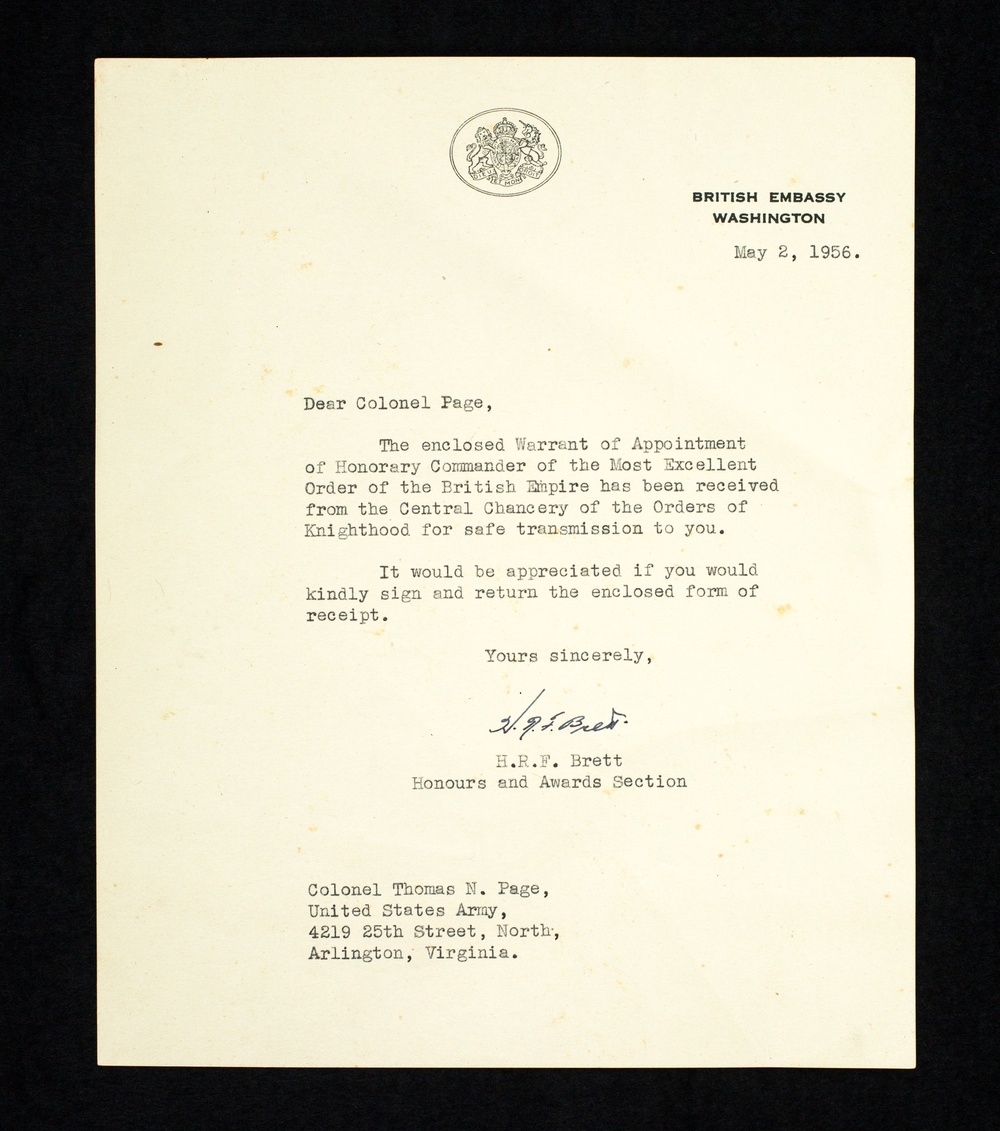 BRITISH EMBASSY
WASHINGTON
May 2, 1956.
Dear Colonel Page,
The enclosed Warrant of Appointment
of Honorary Commander of the Most Excellent
Order of the British Empire has been received
from the Central Chancery of the Orders of
Knighthood for safe transmission to you.
It would be appreciated if you would
kindly sign and return the enclosed form of
receipt.
Yours sincerely,
H.R.F. Brett.
H.R.F. Brett
Honours and Awards Section
Colonel Thomas N. Page,
United States Army,
4219 25th Street, North,
Arlington, Virginia.